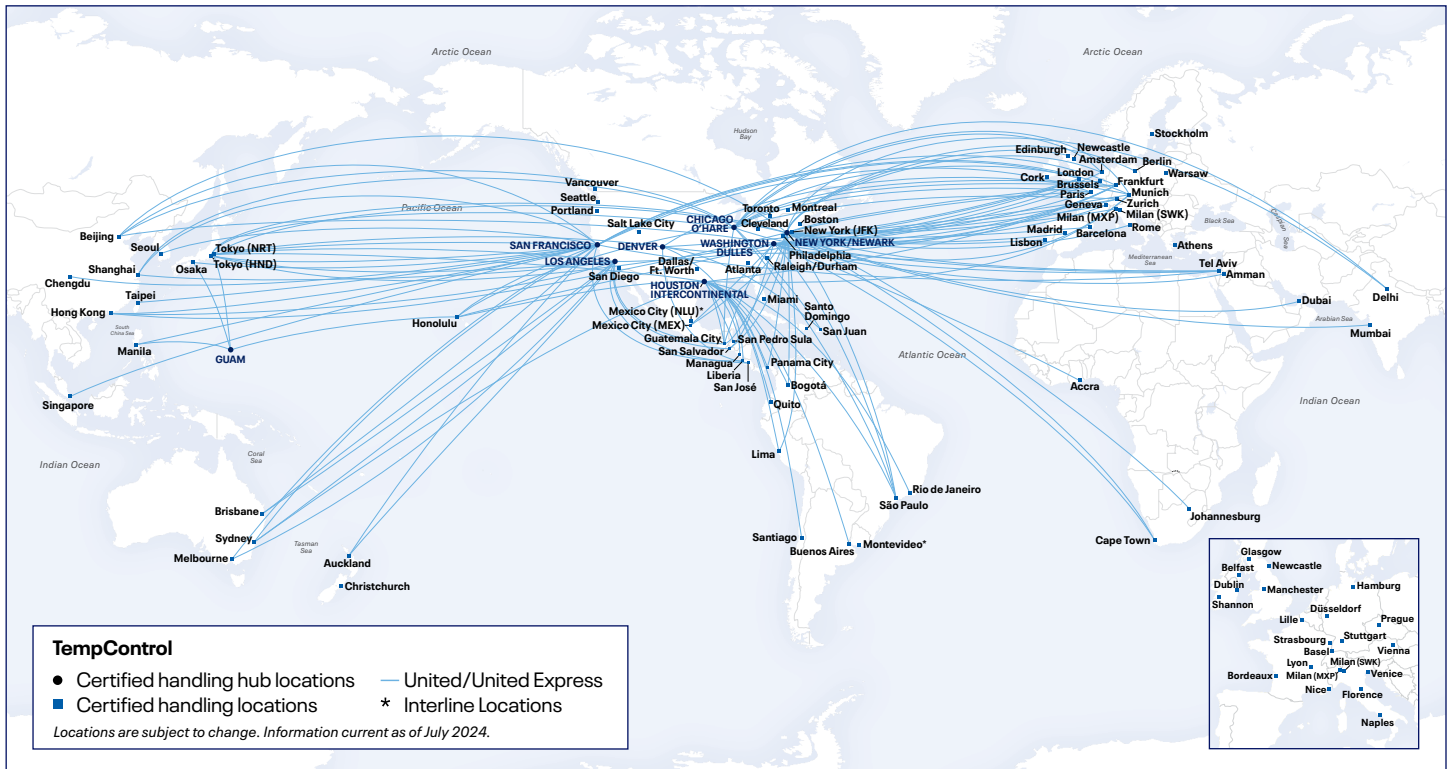 Arctic Ocean
Arctic Ocean
Hudson
Bay
Pacific Ocean
Atlantic Ocean
Indian Ocean
Indian Ocean
Black Sea
Caspian
Sea
Mediterranean
Sea
Arabian Sea
South
China Sea
Coral
Sea
Tasman
Sea
Beijing
Seoul
Tokyo (NRT)
Tokyo (HND)
Osaka
Shanghai
Chengdu
Taipei
Hong Kong
Manila
GUAM
Singapore
Honolulu
Brisbane
Sydney
Melbourne
Auckland
Christchurch
Vancouver
Seattle
Portland
Salt Lake City
SAN FRANCISCO
DENVER
LOS ANGELES
San Diego
Dallas/
Ft. Worth
HOUSTON/
INTERCONTINENTAL
CHICAGO
O'HARE
Toronto
Montreal
Cleveland
Boston
New York (JFK)
NEW YORK/NEWARK
WASHINGTON
DULLES
Philadelphia
Raleigh/Durham
Atlanta
Miami
Mexico City (NLU)*
Mexico City (MEX)
Guatemala City
San Pedro Sula
San Salvador
Managua
Liberia
San José
Santo
Domingo
San Juan
Panama City
Bogotá
Quito
Lima
Rio de Janeiro
São Paulo
Santiago
Buenos Aires
Montevideo*
Stockholm
Edinburgh
Newcastle
Amsterdam
Berlin
Cork
London
Warsaw
Brussels
Frankfurt
Paris
Munich
Geneva
Zurich
Milan (MXP)
Milan (SWK)
Madrid
Barcelona
Rome
Lisbon
Athens
Tel Aviv
Amman
Dubai
Delhi
Mumbai
Accra
Johannesburg
Cape Town
Glasgow
Belfast
Newcastle
Dublin
Manchester
Hamburg
Shannon
Düsseldorf
Lille
Prague
Strasbourg
Stuttgart
Basel
Vienna
Lyon
Milan (SWK)
Bordeaux
Milan (MXP)
Venice
Nice
Florence
Naples
TempControl
Certified handling hub locations
United/United Express
Certified handling locations
* Interline Locations
Locations are subject to change. Information current as of July 2024.